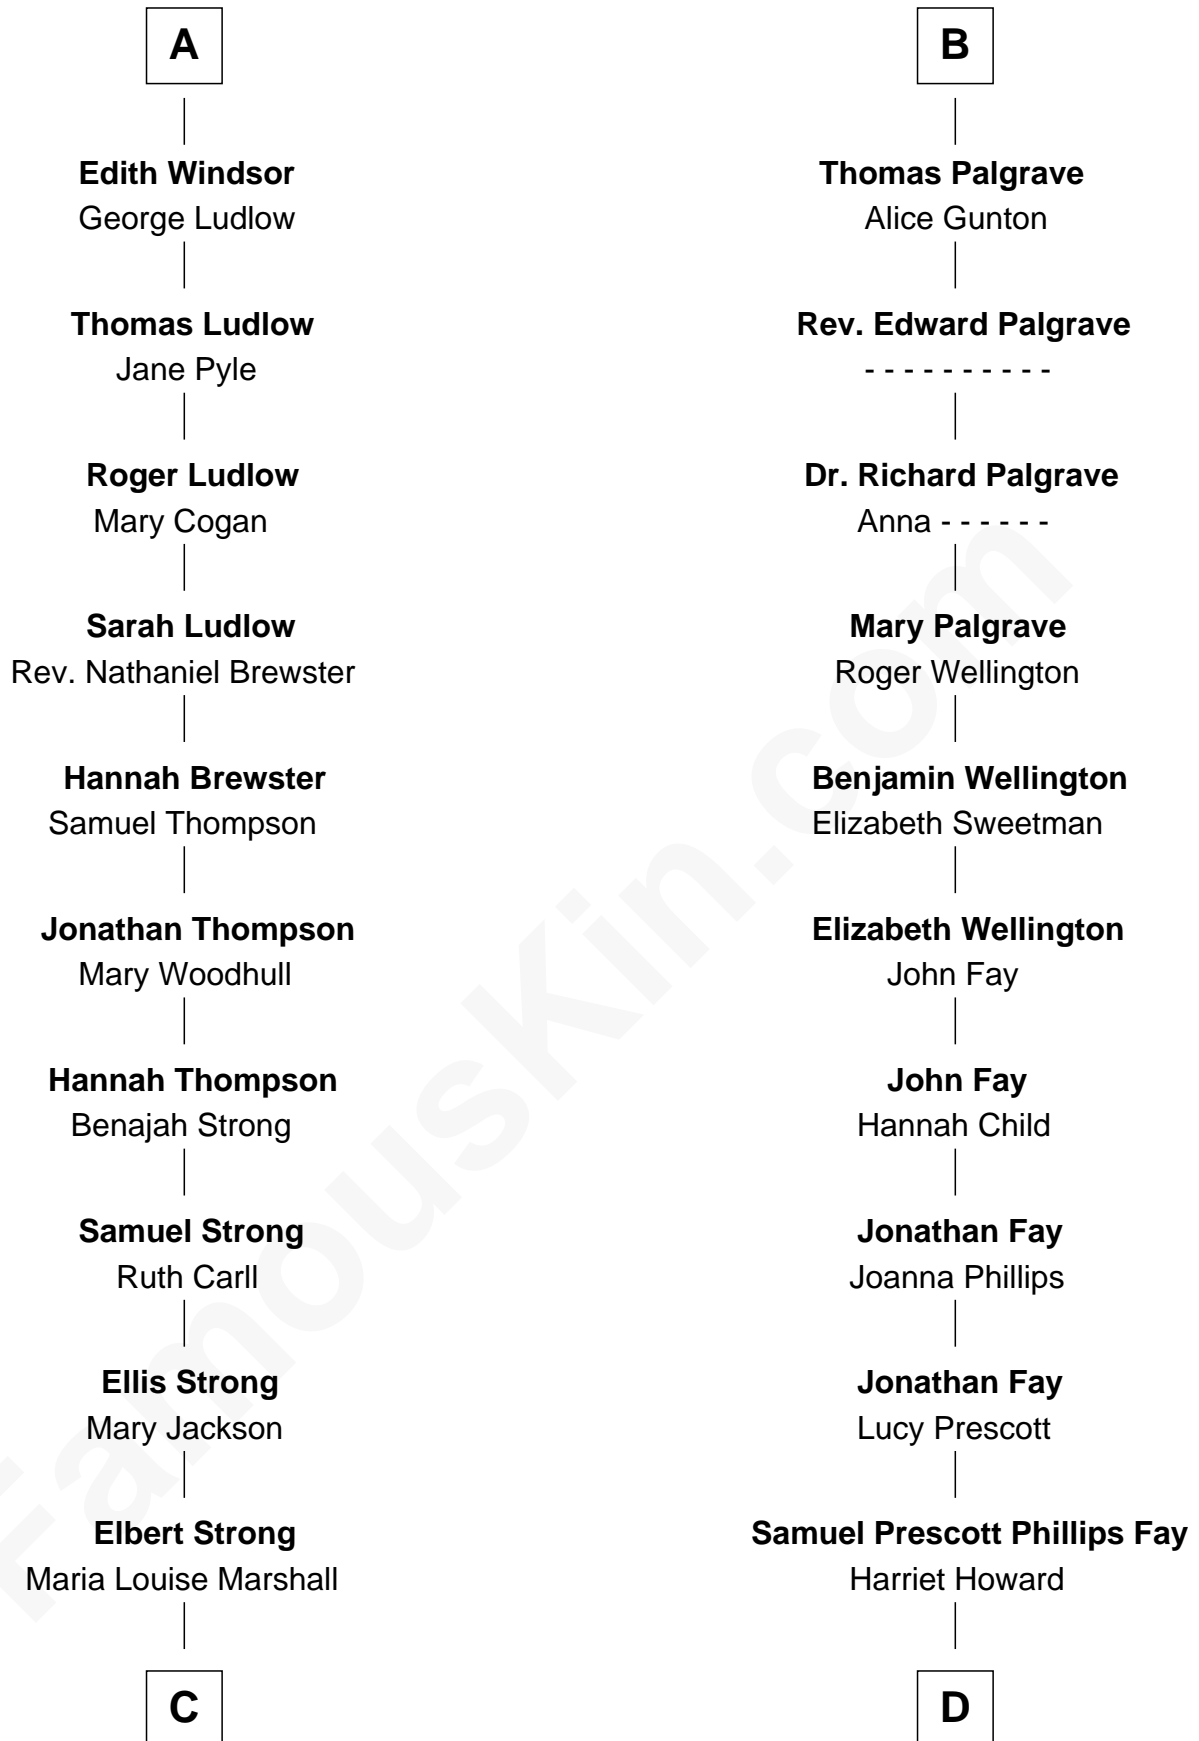 A
Edith Windsor
George Ludlow
Thomas Ludlow
Jane Pyle
Roger Ludlow
Mary Cogan
Sarah Ludlow
Rev. Nathaniel Brewster
Hannah Brewster
Samuel Thompson
Jonathan Thompson
Mary Woodhull
Hannah Thompson
Benajah Strong
Samuel Strong
Ruth Carll
Ellis Strong
Mary Jackson
Elbert Strong
Maria Louise Marshall
C
B
Thomas Palgrave
Alice Gunton
Rev. Edward Palgrave
- - - - - - - - - -
Dr. Richard Palgrave
Anna - - - - - -
Mary Palgrave
Roger Wellington
Benjamin Wellington
Elizabeth Sweetman
Elizabeth Wellington
John Fay
John Fay
Hannah Child
Jonathan Fay
Joanna Phillips
Jonathan Fay
Lucy Prescott
Samuel Prescott Phillips Fay
Harriet Howard
D
FamousKin.com